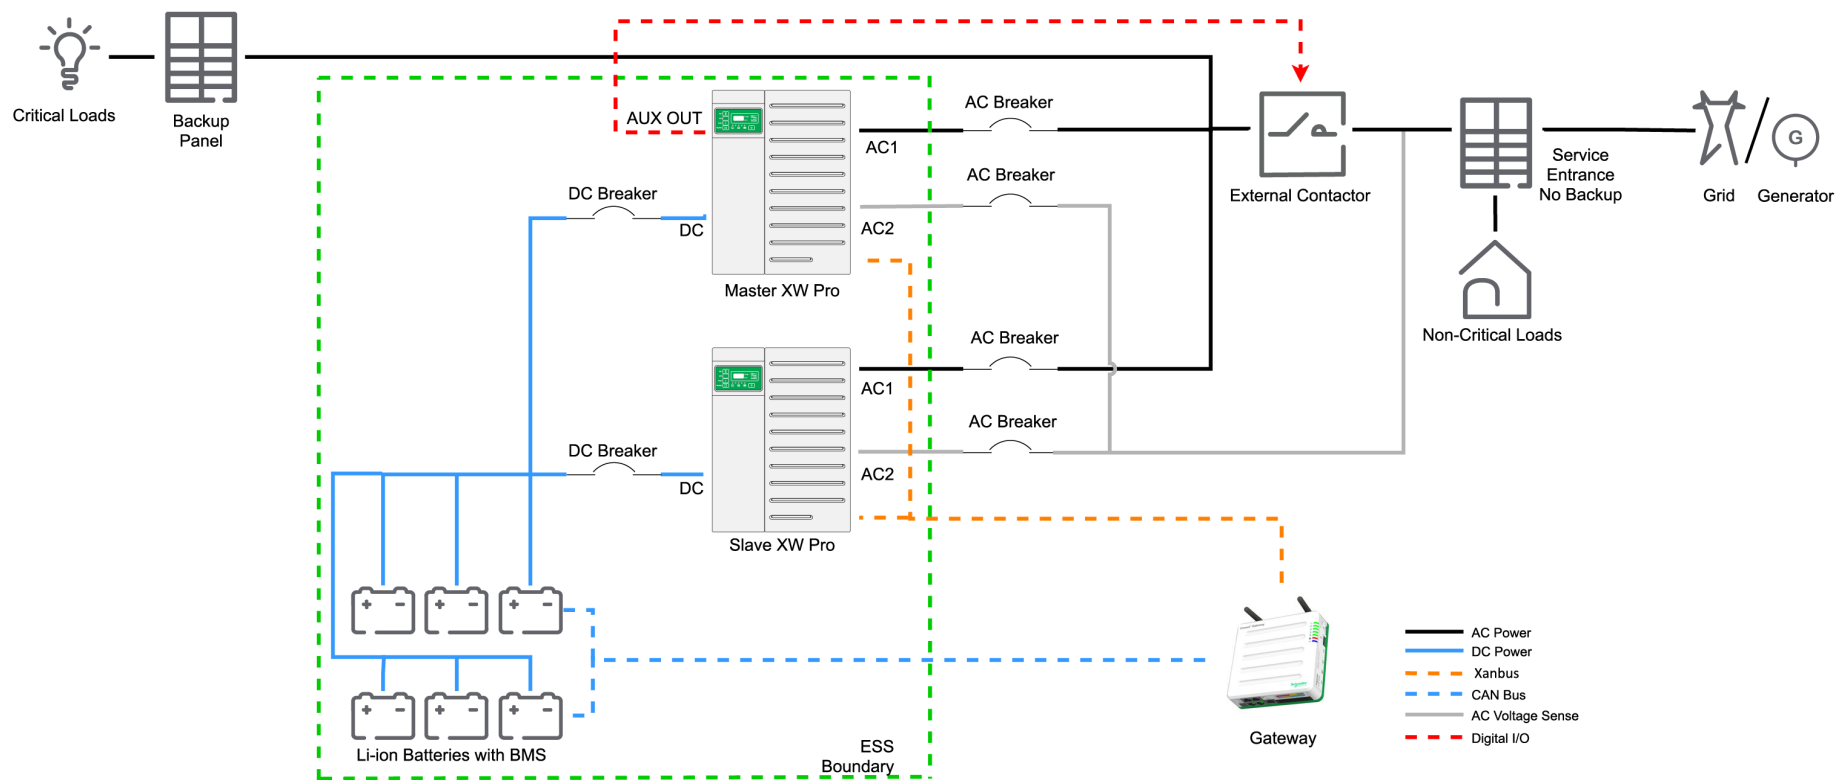 Critical Loads
Backup
Panel
AUX OUT
AC Breaker
AC1
AC Breaker
AC2
DC Breaker
DC
Master XW Pro
External Contactor
Service
Entrance
No Backup
Grid
G
Generator
Non-Critical Loads
AC Breaker
AC1
AC Breaker
AC2
DC Breaker
DC
Slave XW Pro
Li-ion Batteries with BMS
ESS
Boundary
Gateway
AC Power
DC Power
Xanbus
CAN Bus
AC Voltage Sense
Digital I/O